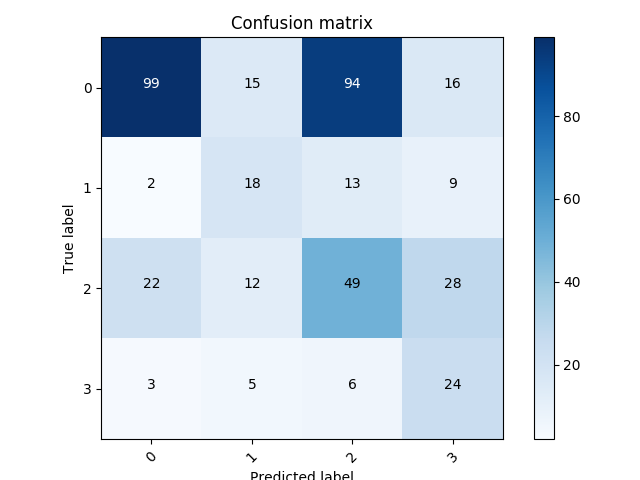 Confusion matrix
True label
0 99 15 94 16
1 2 18 13 9
2 22 12 49 28
3 3 5 6 24
0 1 2 3
Predicted label
80
60
40
20